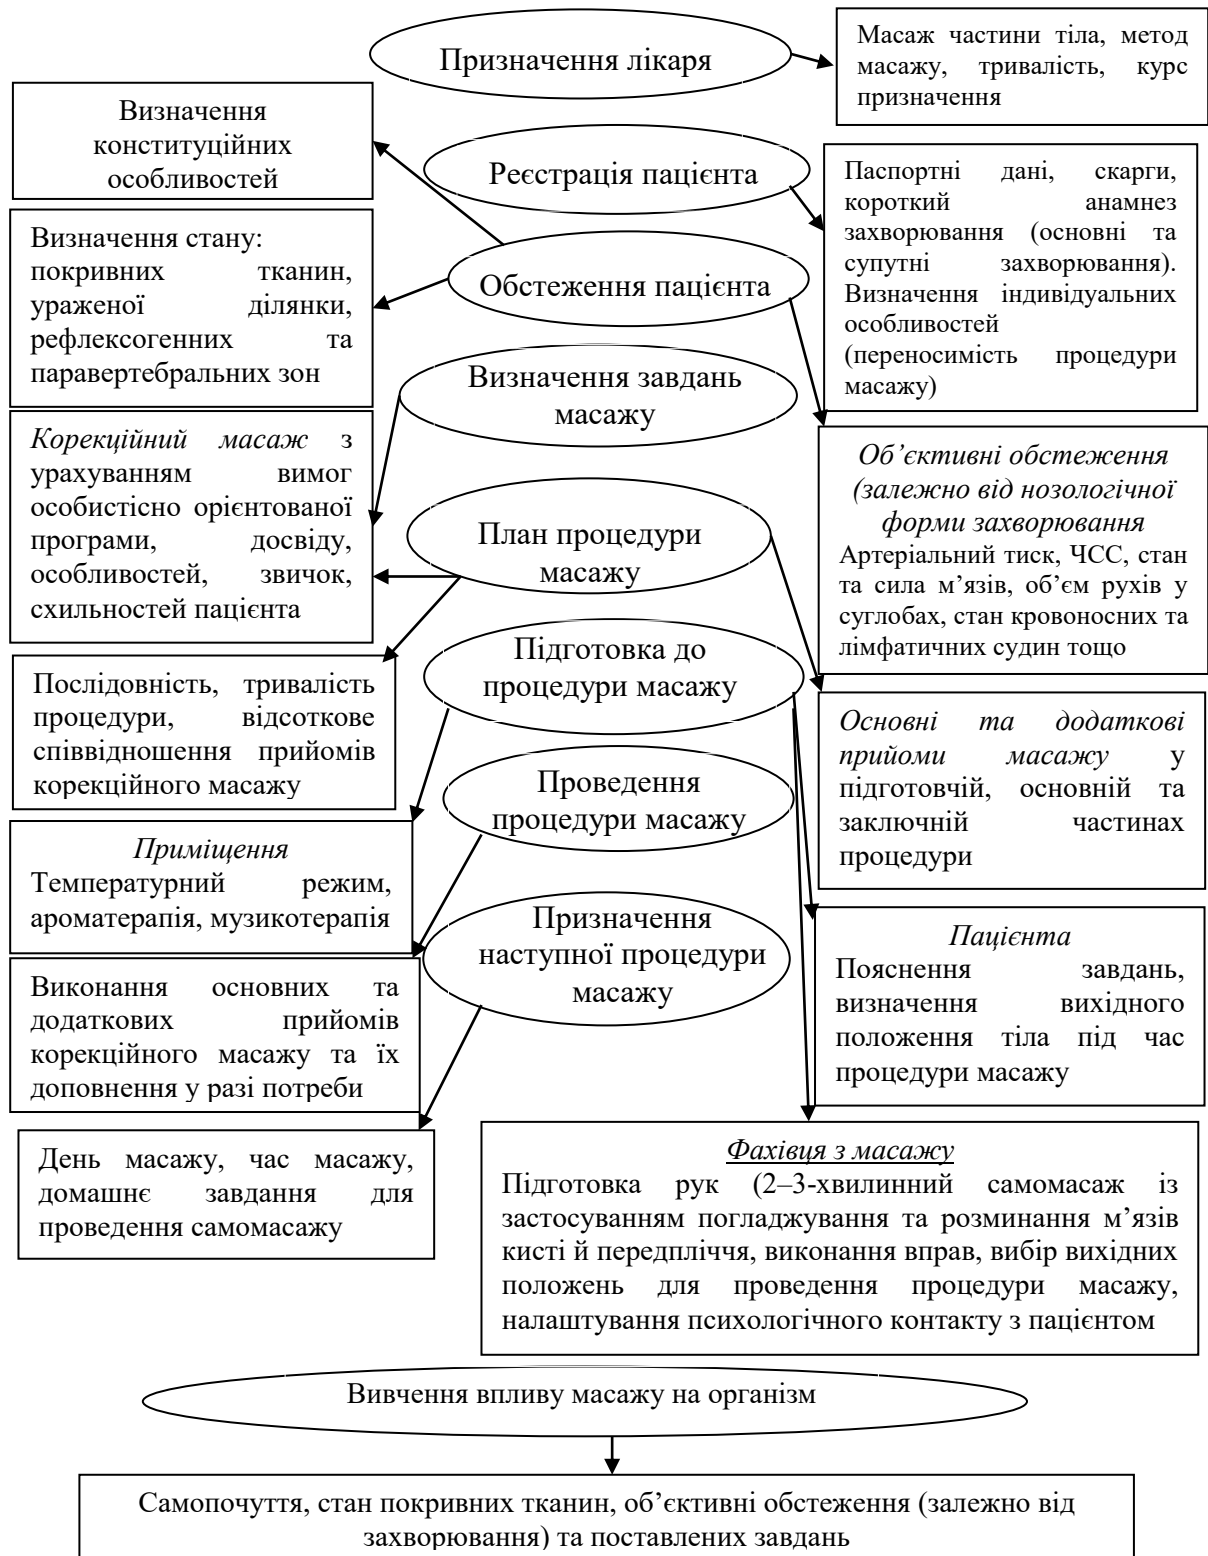 Призначення лікаря
Масаж частини тіла, метод
масажу, тривалість, курс
призначення
Визначення
конституційних
особливостей
Реєстрація пацієнта
Паспортні дані, скарги,
короткий анамнез
захворювання (основні та
супутні захворювання).
Визначення індивідуальних
особливостей
(переносимість процедури
масажу)
Визначення стану:
покривних тканин,
ураженої ділянки,
рефлексогенних та
паравертебральних зон
Обстеження пацієнта
Визначення завдань
масажу
Корекційний масаж з
урахуванням вимог
особистісно орієнтованої
програми, досвіду,
особливостей, звичок,
схильностей пацієнта
Об’єктивні обстеження
(залежно від нозологічної
форми захворювання
Артеріальний тиск, ЧСС, стан
та сила м’язів, об’єм рухів у
суглобах, стан кровоносних та
лімфатичних судин тощо
План процедури
масажу
Підготовка до
процедури масажу
Послідовність, тривалість
процедури, відсоткове
співвідношення прийомів
корекційного масажу
Основні та додаткові
прийоми масажу у
підготовчій, основній та
заключній частинах
процедури
Проведення
процедури масажу
Приміщення
Температурний режим,
ароматерапія, музикотерапія
Призначення
наступної процедури
масажу
Пацієнта
Пояснення завдань,
визначення вихідного
положення тіла під час
процедури масажу
Виконання основних та
додаткових прийомів
корекційного масажу та їх
доповнення у разі потреби
День масажу, час масажу,
домашнє завдання для
проведення самомасажу
Фахівця з масажу
Підготовка рук (2–3-хвилинний самомасаж із
застосуванням погладжування та розминання м’язів
кисті й передпліччя, виконання вправ, вибір вихідних
положень для проведення процедури масажу,
налаштування психологічного контакту з пацієнтом
Вивчення впливу масажу на організм
Самопочуття, стан покривних тканин, об’єктивні обстеження (залежно від
захворювання) та поставлених завдань